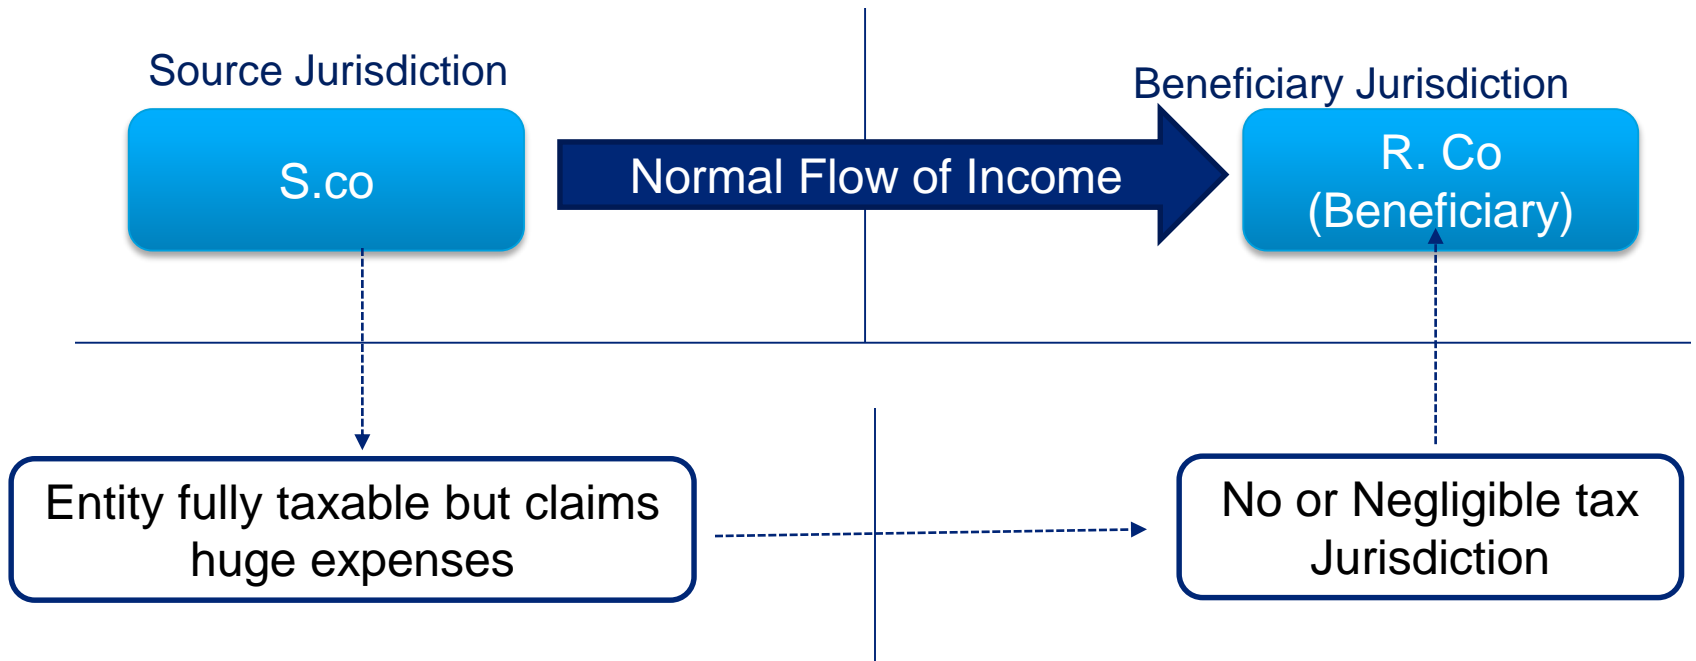 Source Jurisdiction
Beneficiary Jurisdiction
S.co
Normal Flow of Income
R. Co
(Beneficiary)
Entity fully taxable but claims
huge expenses
No or Negligible tax
Jurisdiction